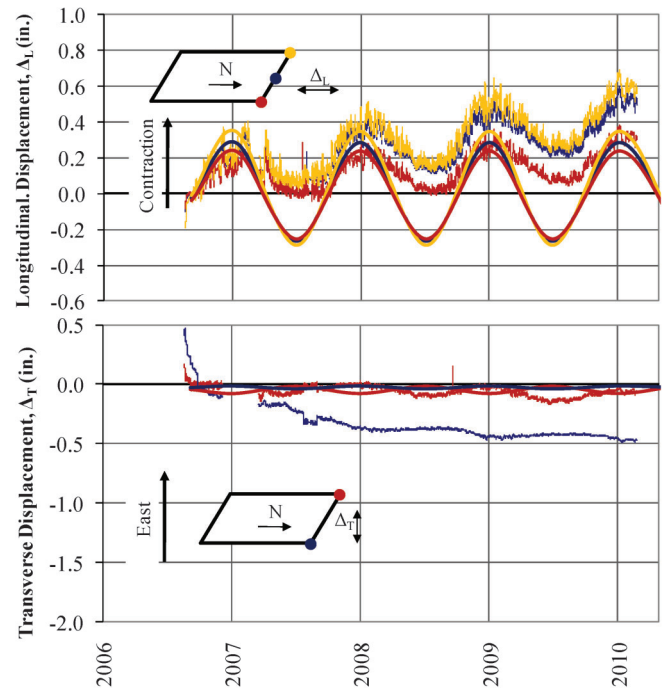 Longitudinal. Displacement, ΔL (in.)
1.0
0.8
0.6
0.4
0.2
0.0
-0.2
-0.4
-0.6
Contraction
N
ΔL
Transverse Displacement, ΔT (in.)
0.5
0.0
-0.5
-1.0
-1.5
-2.0
East
N
ΔT
2006
2007
2008
2009
2010